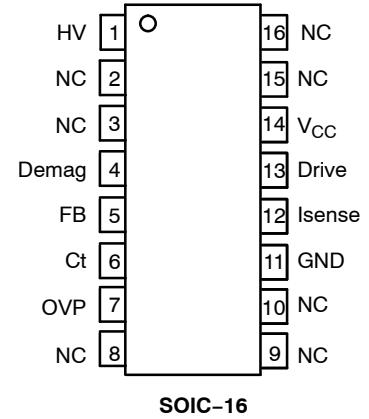 HV 1 16 NC
NC 2 15 NC
NC 3 14 VCC
Demag 4 13 Drive
FB 5 12 Isense
Ct 6 11 GND
OVP 7 10 NC
NC 8 9 NC
SOIC−16